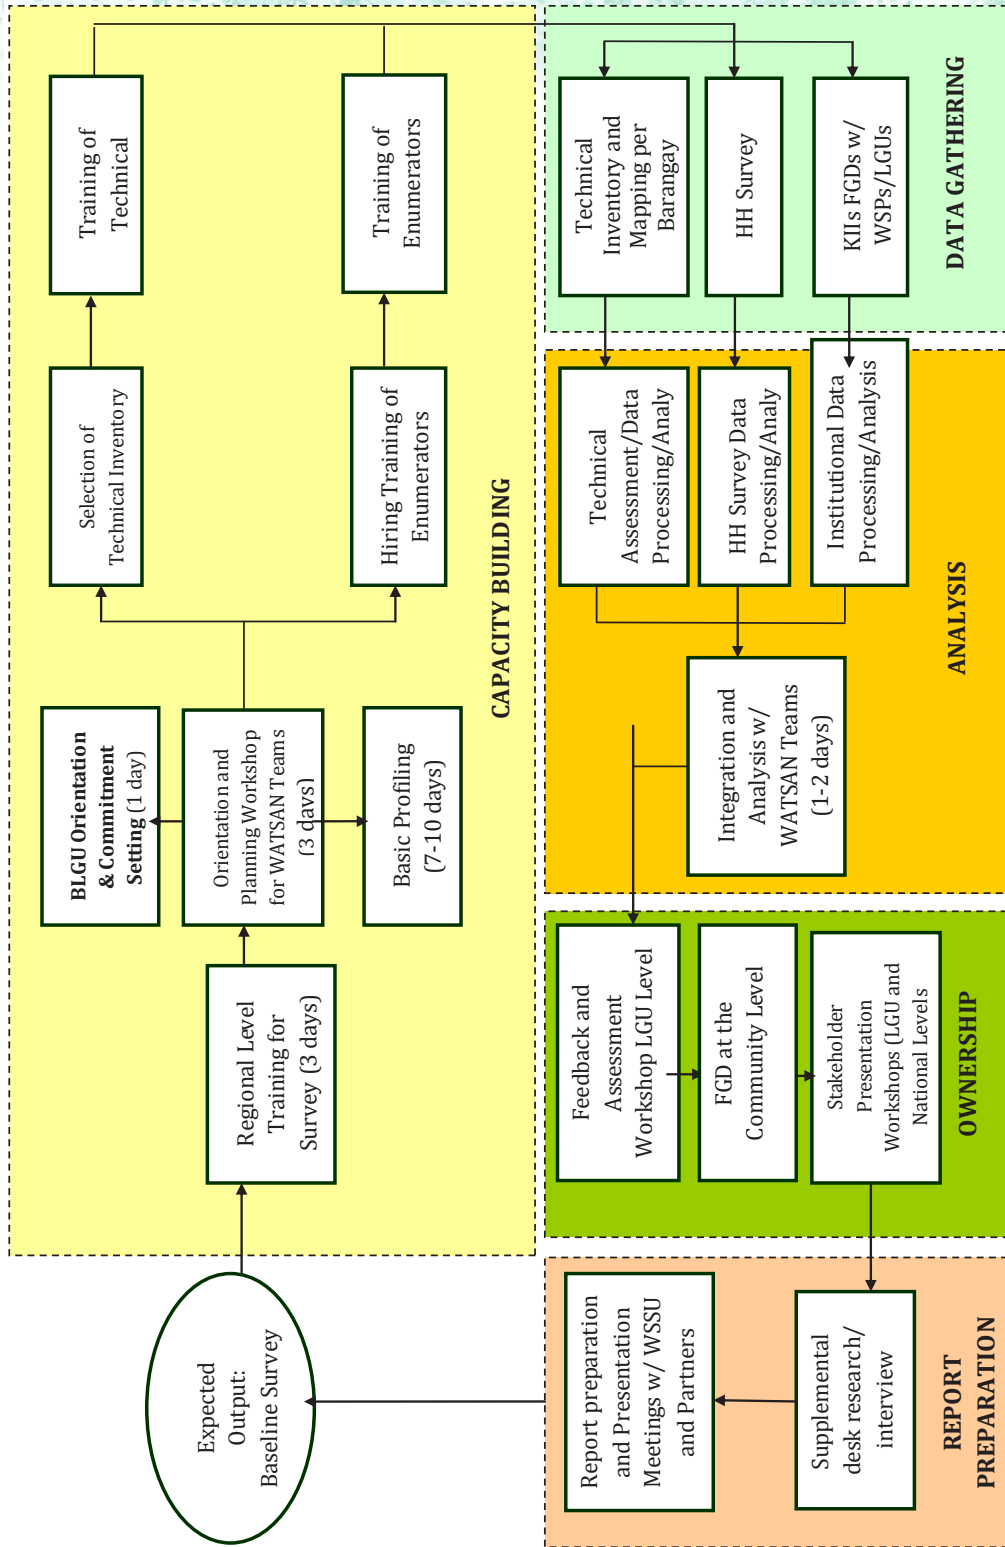 Expected
Output:
Baseline Survey
Regional Level
Training for
Survey (3 days)
BLGU Orientation
& Commitment
Setting (1 day)
Orientation and
Planning Workshop
for WATSAN Teams
(3 days)
Basic Profiling
(7-10 days)
Selection of
Technical Inventory
Training of
Technical
Hiring Training of
Enumerators
Training of
Enumerators
CAPACITY BUILDING
Technical
Inventory and
Mapping per
Barangay
HH Survey
KIIs FGDs w/
WSPs/LGUs
DATA GATHERING
Technical
Assessment/Data
Processing/Analy
HH Survey Data
Processing/Analy
Institutional Data
Processing/Analysis
Integration and
Analysis w/
WATSAN Teams
(1-2 days)
ANALYSIS
Feedback and
Assessment
Workshop LGU Level
FGD at the
Community Level
Stakeholder
Presentation
Workshops (LGU and
National Levels
OWNERSHIP
Supplemental
desk research/
interview
Report preparation
and Presentation
Meetings w/ WSSU
and Partners
REPORT
PREPARATION